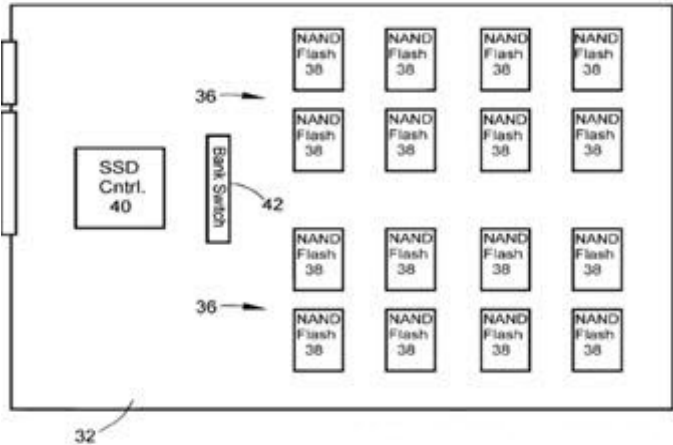 NAND NAND NAND NAND
Flash Flash Flash Flash
38 38 38 38
36
NAND NAND NAND NAND
Flash Flash Flash Flash
38 38 38 38
SSD
Cntrl.
40
Bank Switch
42
NAND NAND NAND NAND
Flash Flash Flash Flash
38 38 38 38
36
NAND NAND NAND NAND
Flash Flash Flash Flash
38 38 38 38
32